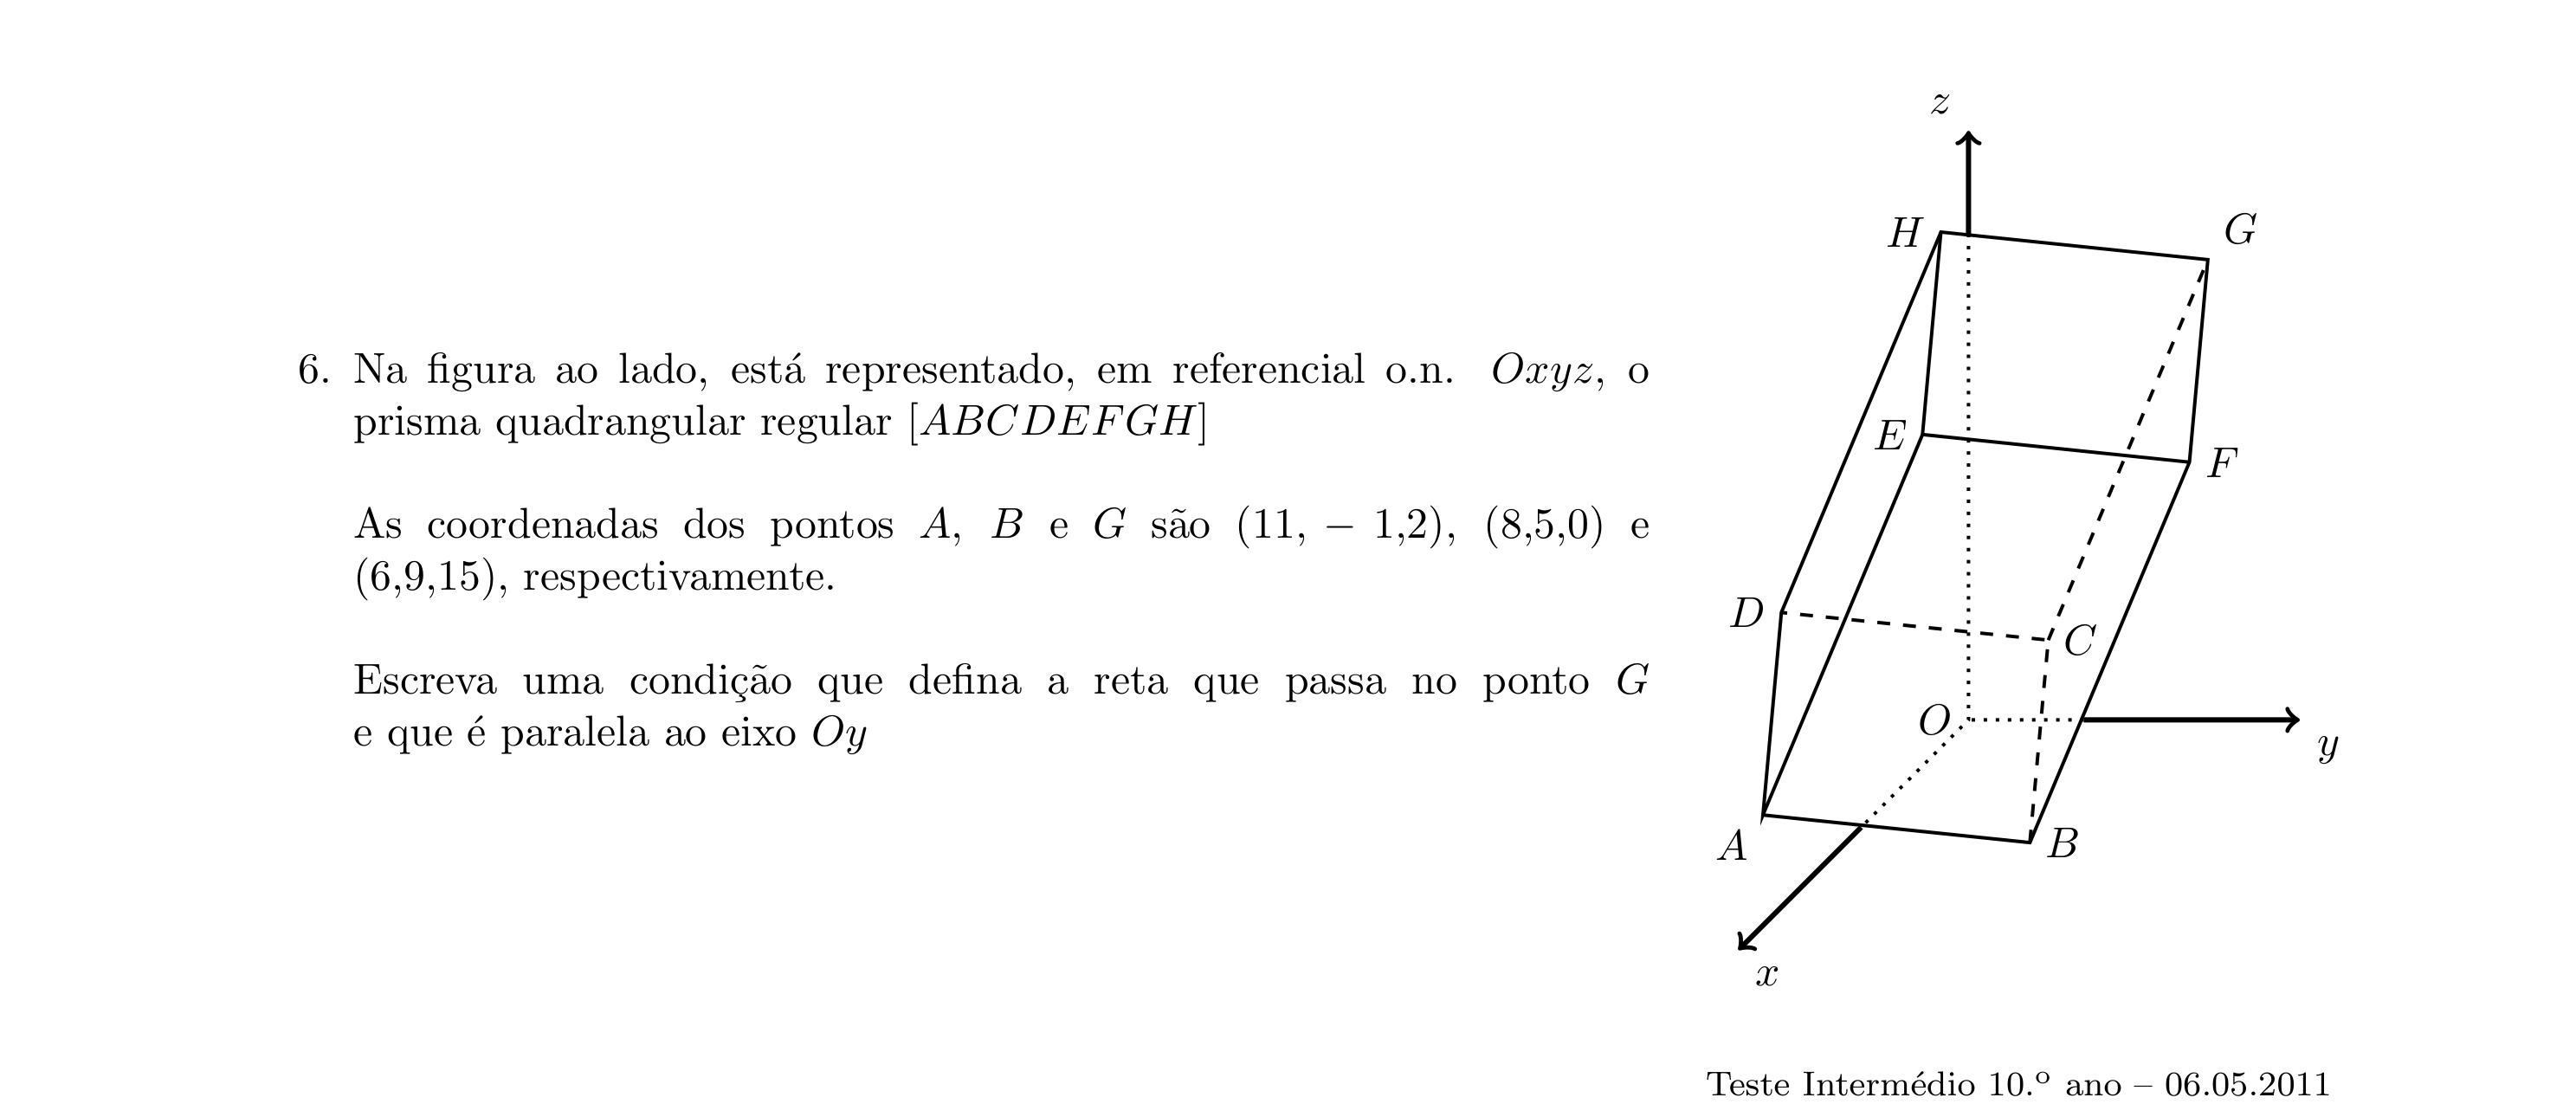 6. Na figura ao lado, está representado, em referencial o.n. Oxyz, o
prisma quadrangular regular [ABCDEFGH]
As coordenadas dos pontos A, B e G são (11, − 1,2), (8,5,0) e
(6,9,15), respectivamente.
Escreva uma condição que defina a reta que passa no ponto G
e que é paralela ao eixo Oy
z
H
G
E
F
D
C
O
y
A
B
x
Teste Intermédio 10.º ano – 06.05.2011